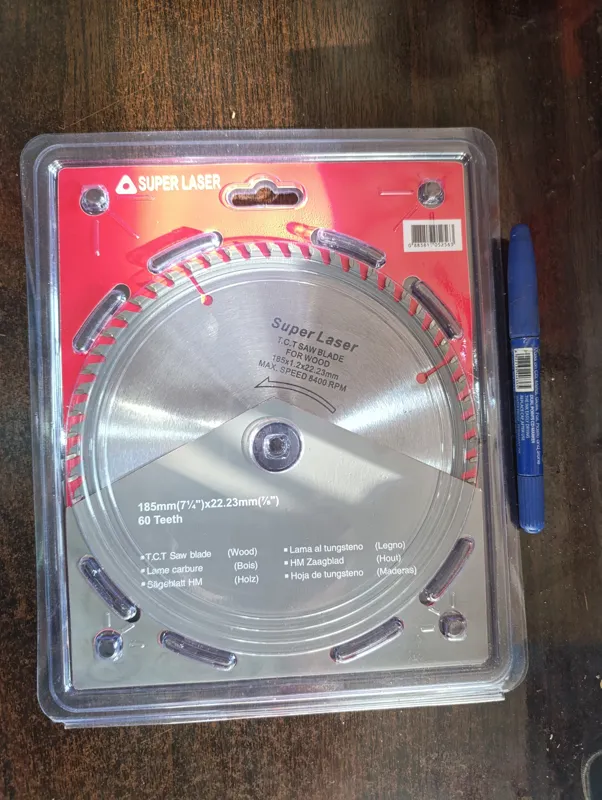 SUPER LASER
Super Laser
T.C.T SAW BLADE
FOR WOOD
185x1.2x22.23mm
MAX. SPEED 8400 RPM
185mm(7¼")x22.23mm(⅞")
60 Teeth
T.C.T Saw blade (Wood)
Lame carbure (Bois)
Sägeblatt HM (Holz)
Lama al tungsteno (Legno)
HM Zaagblad (Hout)
Hoja de tungsteno (Maderas)